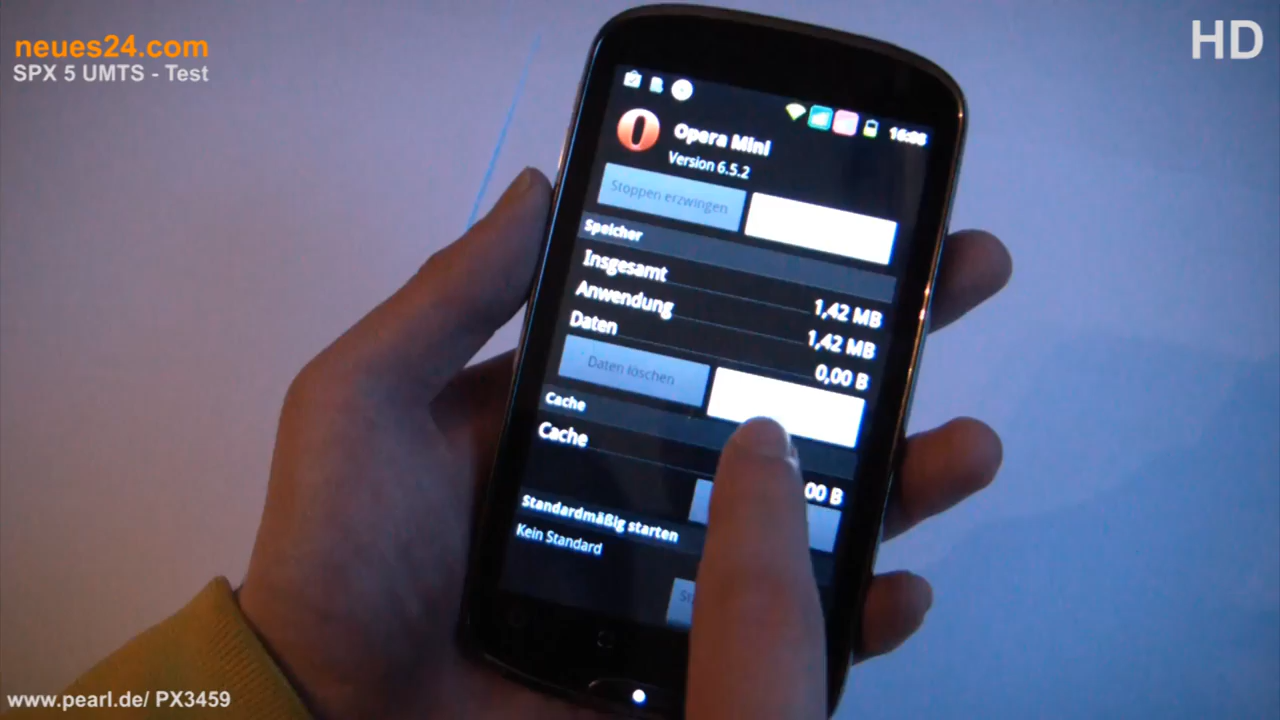 neues24.com
SPX 5 UMTS - Test
HD
Opera Mini
Version 6.5.2
Stoppen erzwingen
Speicher
Insgesamt
1,42 MB
Anwendung
1,42 MB
Daten
0,00 B
Daten löschen
Cache
Cache
00 B
Standardmäßig starten
Kein Standard
www.pearl.de/ PX3459